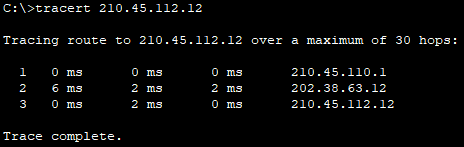 C:\>tracert 210.45.112.12
Tracing route to 210.45.112.12 over a maximum of 30 hops:
1 0 ms 0 ms 0 ms 210.45.110.1
2 6 ms 2 ms 2 ms 202.38.63.12
3 0 ms 2 ms 0 ms 210.45.112.12
Trace complete.